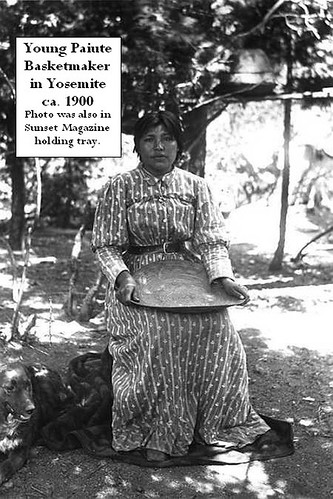 Young Paiute
Basketmaker
in Yosemite
ca. 1900
Photo was also in
Sunset Magazine
holding tray.